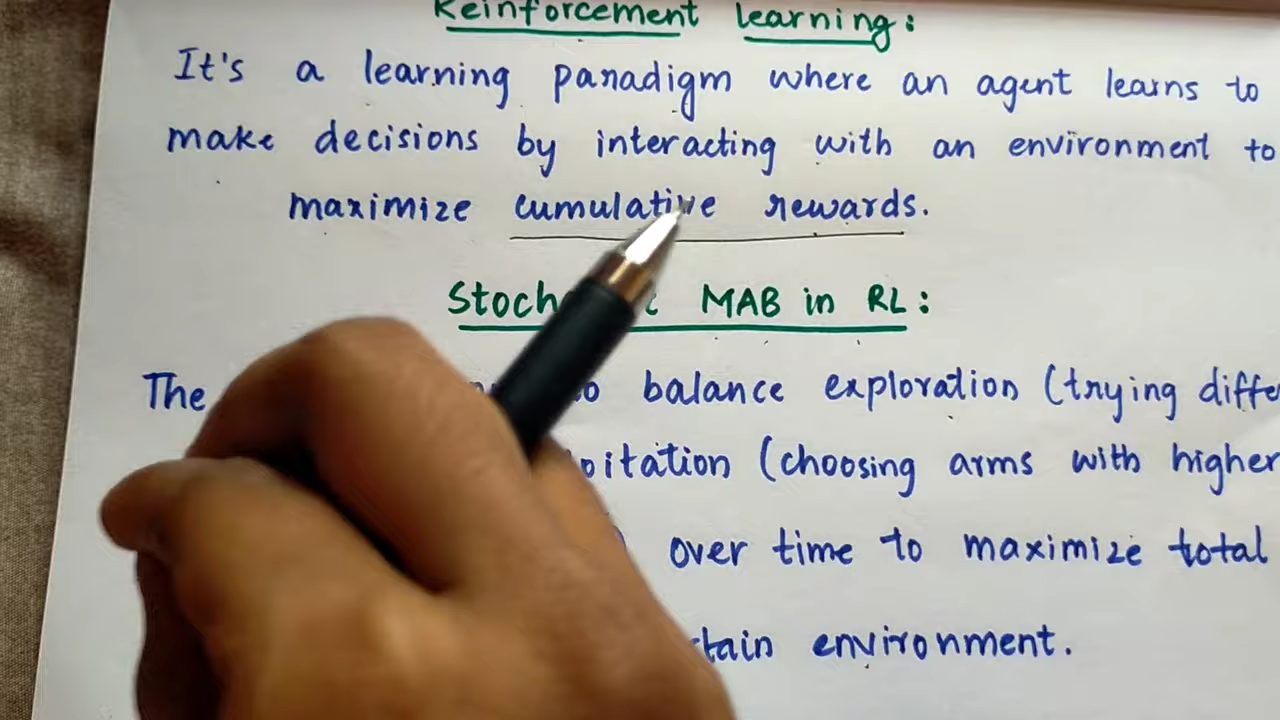 Reinforcement learning:
It's a learning paradigm where an agent learns to
make decisions by interacting with an environment to
maximize cumulative rewards.
MAB in RL:
The balance exploration (trying
(choosing arms with higher
over time to maximize total
environment.